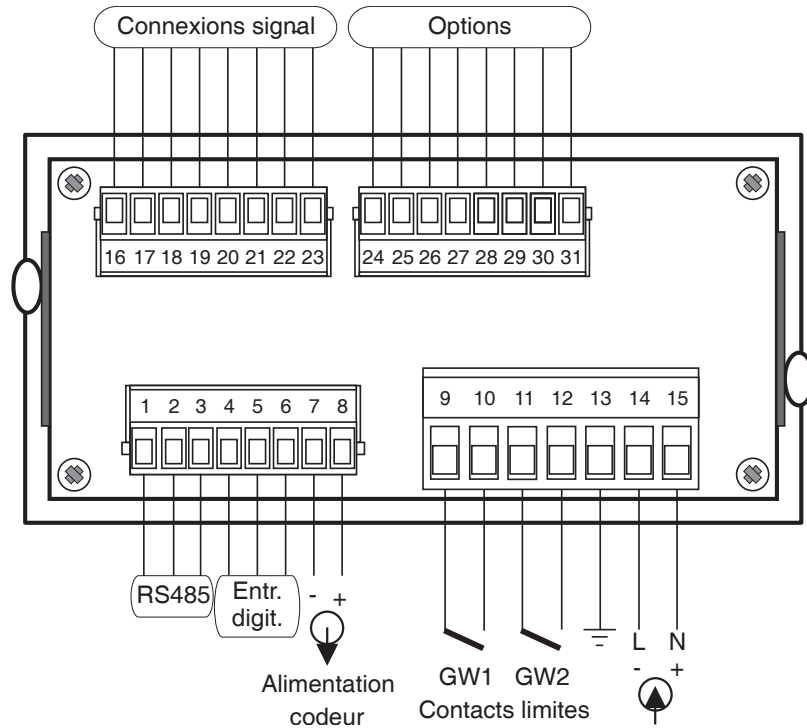 Connexions signal
Options
16 17 18 19 20 21 22 23
24 25 26 27 28 29 30 31
1 2 3 4 5 6 7 8
9 10 11 12 13 14 15
RS485
Entr.
digit.
- +
Alimentation
codeur
GW1
GW2
Contacts limites
L N
- +